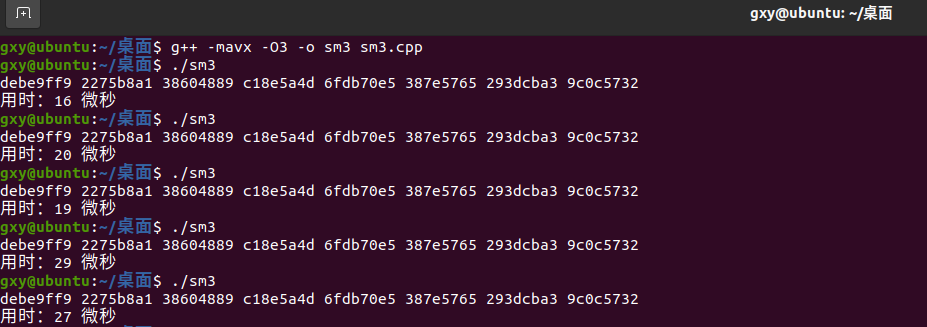 gxy@ubuntu: ~/桌面
gxy@ubuntu:~/桌面$ g++ -mavx -O3 -o sm3 sm3.cpp
gxy@ubuntu:~/桌面$ ./sm3
debe9ff9 2275b8a1 38604889 c18e5a4d 6fdb70e5 387e5765 293dcba3 9c0c5732
用时：16 微秒
gxy@ubuntu:~/桌面$ ./sm3
debe9ff9 2275b8a1 38604889 c18e5a4d 6fdb70e5 387e5765 293dcba3 9c0c5732
用时：20 微秒
gxy@ubuntu:~/桌面$ ./sm3
debe9ff9 2275b8a1 38604889 c18e5a4d 6fdb70e5 387e5765 293dcba3 9c0c5732
用时：19 微秒
gxy@ubuntu:~/桌面$ ./sm3
debe9ff9 2275b8a1 38604889 c18e5a4d 6fdb70e5 387e5765 293dcba3 9c0c5732
用时：29 微秒
gxy@ubuntu:~/桌面$ ./sm3
debe9ff9 2275b8a1 38604889 c18e5a4d 6fdb70e5 387e5765 293dcba3 9c0c5732
用时：27 微秒